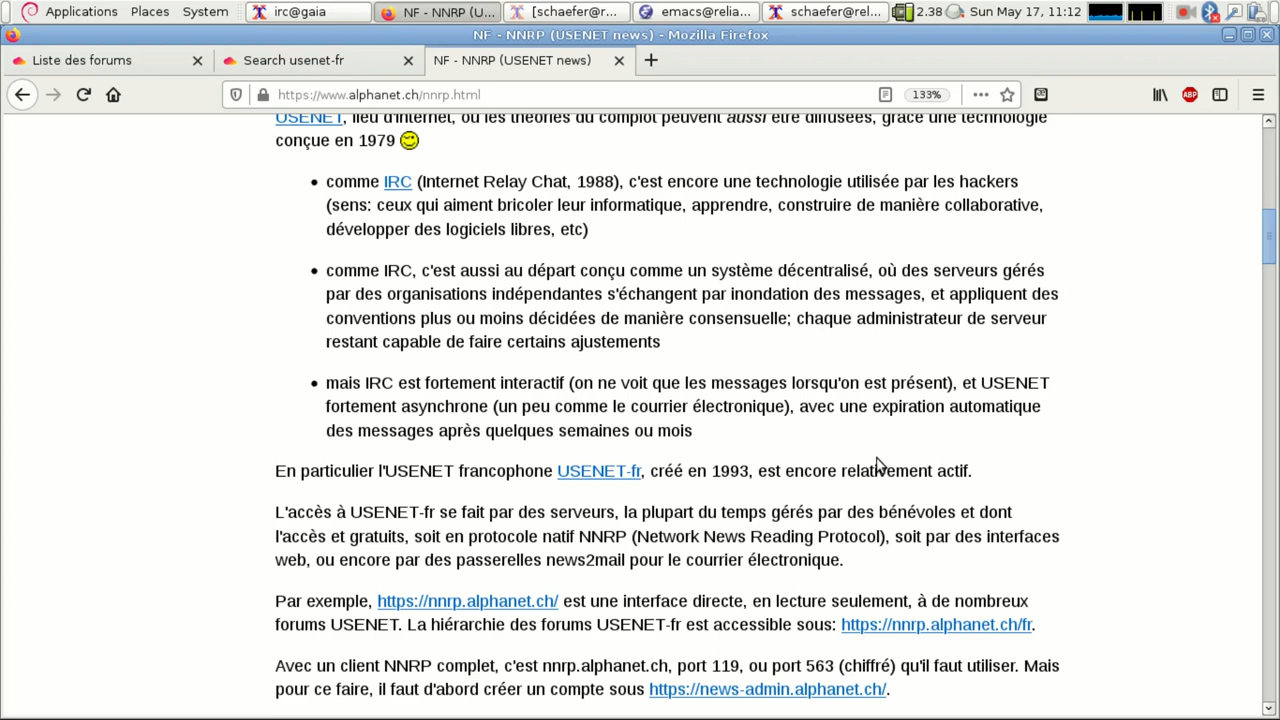 Applications Places System irc@gaia NF - NNRP (U... [schaefer@r... emacs@relia... schaefer@rel... 2.38 Sun May 17, 11:12
NF - NNRP (USENET news) - Mozilla Firefox
Liste des forums Search usenet-fr NF - NNRP (USENET news)
https://www.alphanet.ch/nnrp.html 133% ABP
USENET, lieu d'Internet, où les théories du complot peuvent aussi être diffusées, grâce une technologie
conçue en 1979
• comme IRC (Internet Relay Chat, 1988), c'est encore une technologie utilisée par les hackers
(sens: ceux qui aiment bricoler leur informatique, apprendre, construire de manière collaborative,
développer des logiciels libres, etc)
• comme IRC, c'est aussi au départ conçu comme un système décentralisé, où des serveurs gérés
par des organisations indépendantes s'échangent par inondation des messages, et appliquent des
conventions plus ou moins décidées de manière consensuelle; chaque administrateur de serveur
restant capable de faire certains ajustements
• mais IRC est fortement interactif (on ne voit que les messages lorsqu'on est présent), et USENET
fortement asynchrone (un peu comme le courrier électronique), avec une expiration automatique
des messages après quelques semaines ou mois
En particulier l'USENET francophone USENET-fr, créé en 1993, est encore relativement actif.
L'accès à USENET-fr se fait par des serveurs, la plupart du temps gérés par des bénévoles et dont
l'accès et gratuits, soit en protocole natif NNRP (Network News Reading Protocol), soit par des interfaces
web, ou encore par des passerelles news2mail pour le courrier électronique.
Par exemple, https://nnrp.alphanet.ch/ est une interface directe, en lecture seulement, à de nombreux
forums USENET. La hiérarchie des forums USENET-fr est accessible sous: https://nnrp.alphanet.ch/fr.
Avec un client NNRP complet, c'est nnrp.alphanet.ch, port 119, ou port 563 (chiffré) qu'il faut utiliser. Mais
pour ce faire, il faut d'abord créer un compte sous https://news-admin.alphanet.ch/.